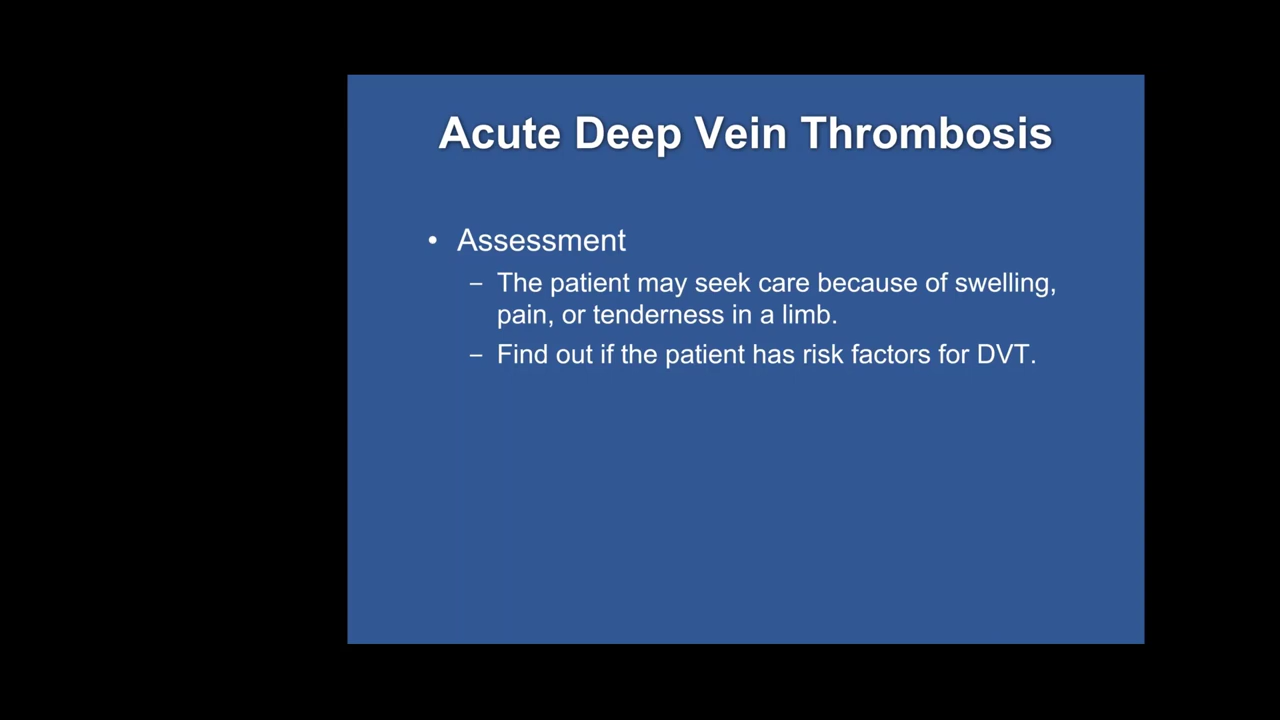 Acute Deep Vein Thrombosis
• Assessment
– The patient may seek care because of swelling,
pain, or tenderness in a limb.
– Find out if the patient has risk factors for DVT.